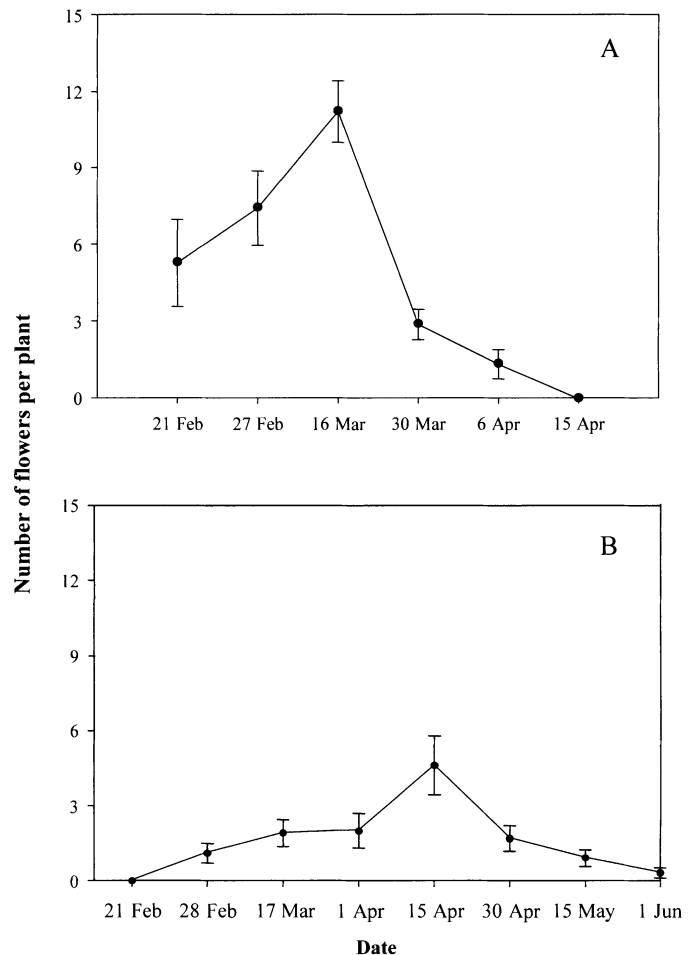 15
A
12
9
6
3
0
21 Feb 27 Feb 16 Mar 30 Mar 6 Apr 15 Apr
Number of flowers per plant
15
B
12
9
6
3
0
21 Feb 28 Feb 17 Mar 1 Apr 15 Apr 30 Apr 15 May 1 Jun
Date